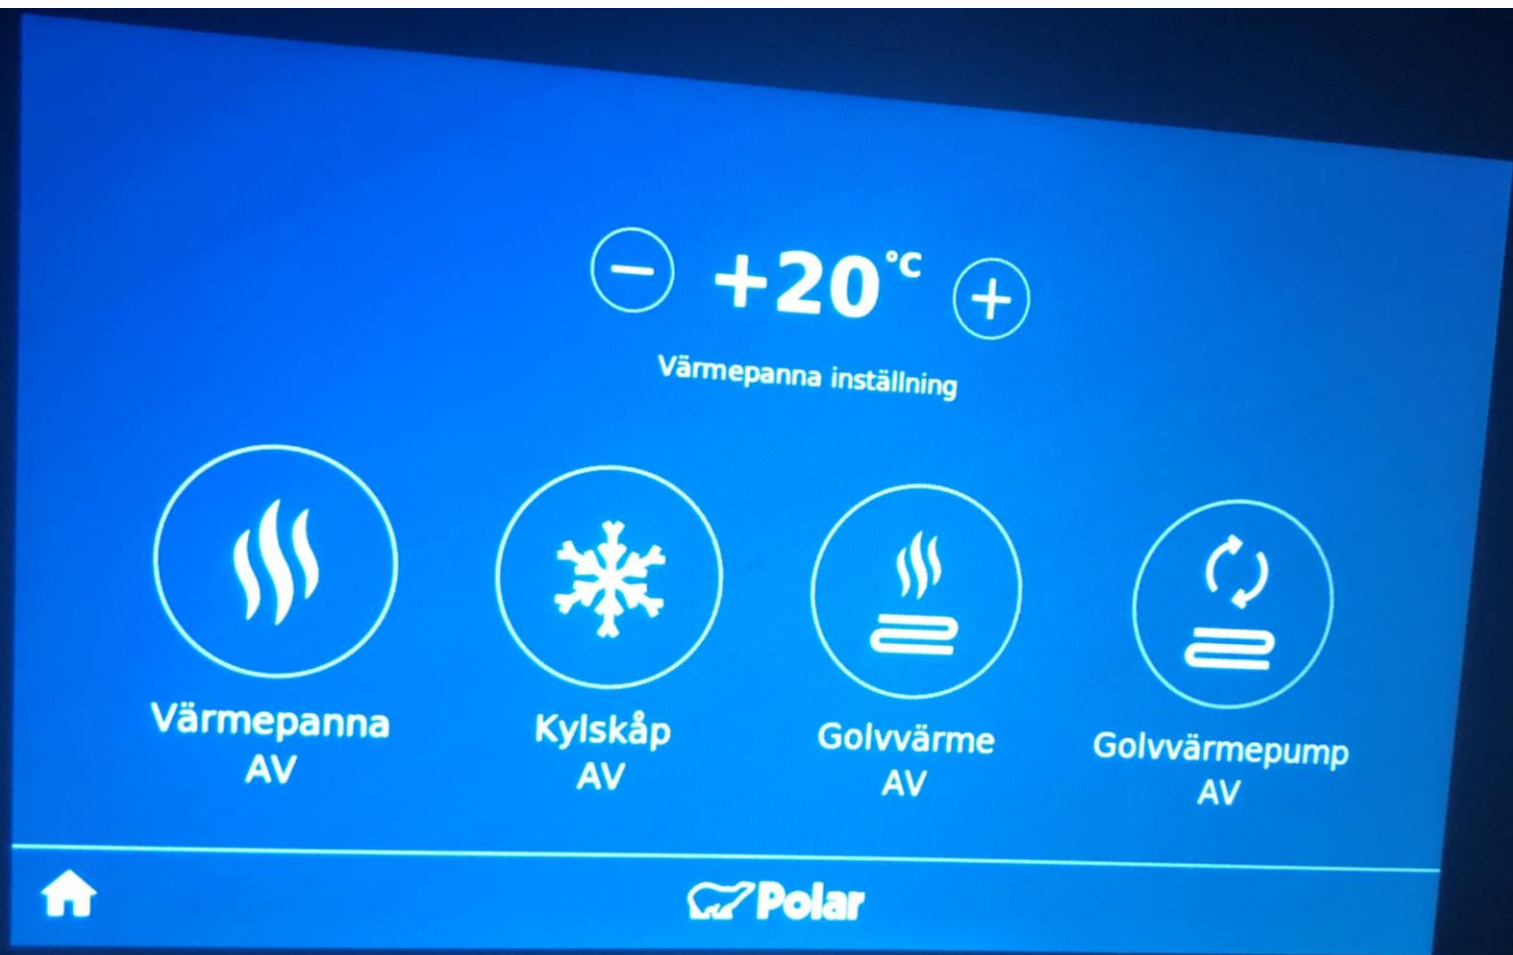 +20 °C
Värmepanna inställning
Värmepanna
AV
Kylskåp
AV
Golvvärme
AV
Golvvärmepump
AV
Polar